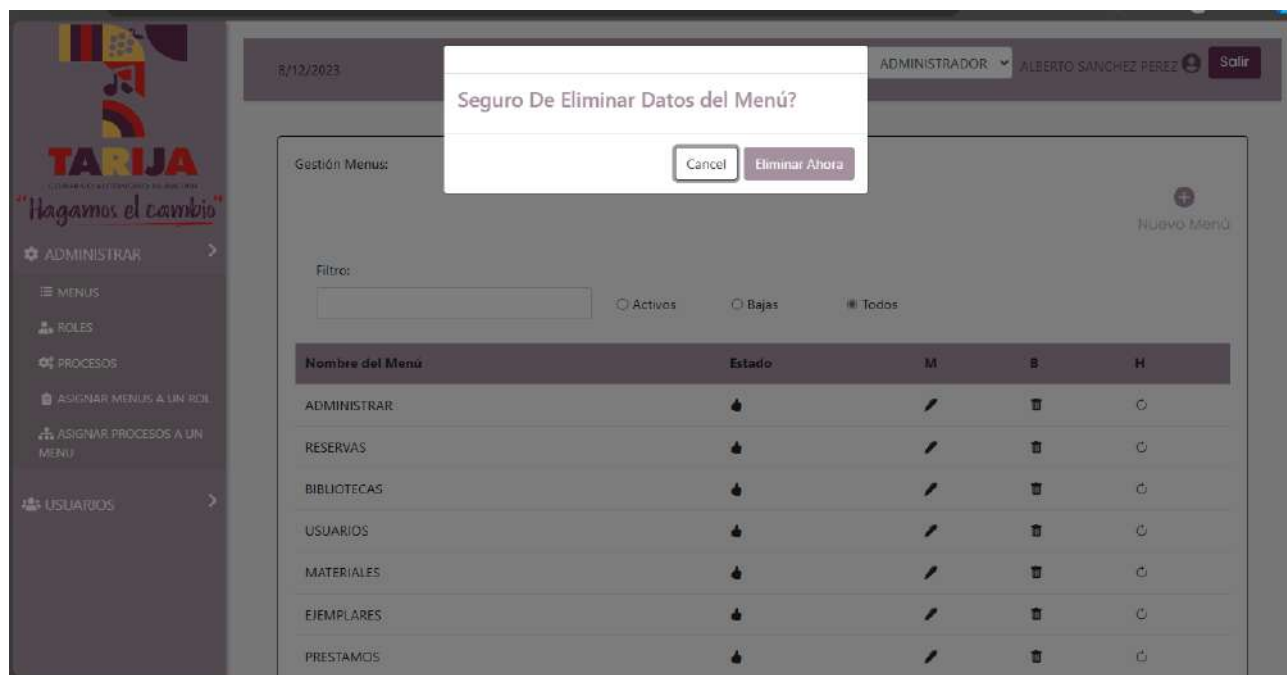 TARIJA
"Hagamos el cambio"
ADMINISTRAR
MENUS
ROLES
PROCESOS
ASIGNAR MENUS A UN ROL
ASIGNAR PROCESOS A UN
MENU
USUARIOS
8/12/2023
ADMINISTRADOR
ALBERTO SANCHEZ PEREZ
Salir
Seguro De Eliminar Datos del Menú?
Cancel
Eliminar Ahora
Gestión Menus:
Nuevo Menú
Filtro:
Activos Bajas Todos
Nombre del Menú Estado M B H
ADMINISTRAR
RESERVAS
BIBLIOTECAS
USUARIOS
MATERIALES
EJEMPLARES
PRESTAMOS